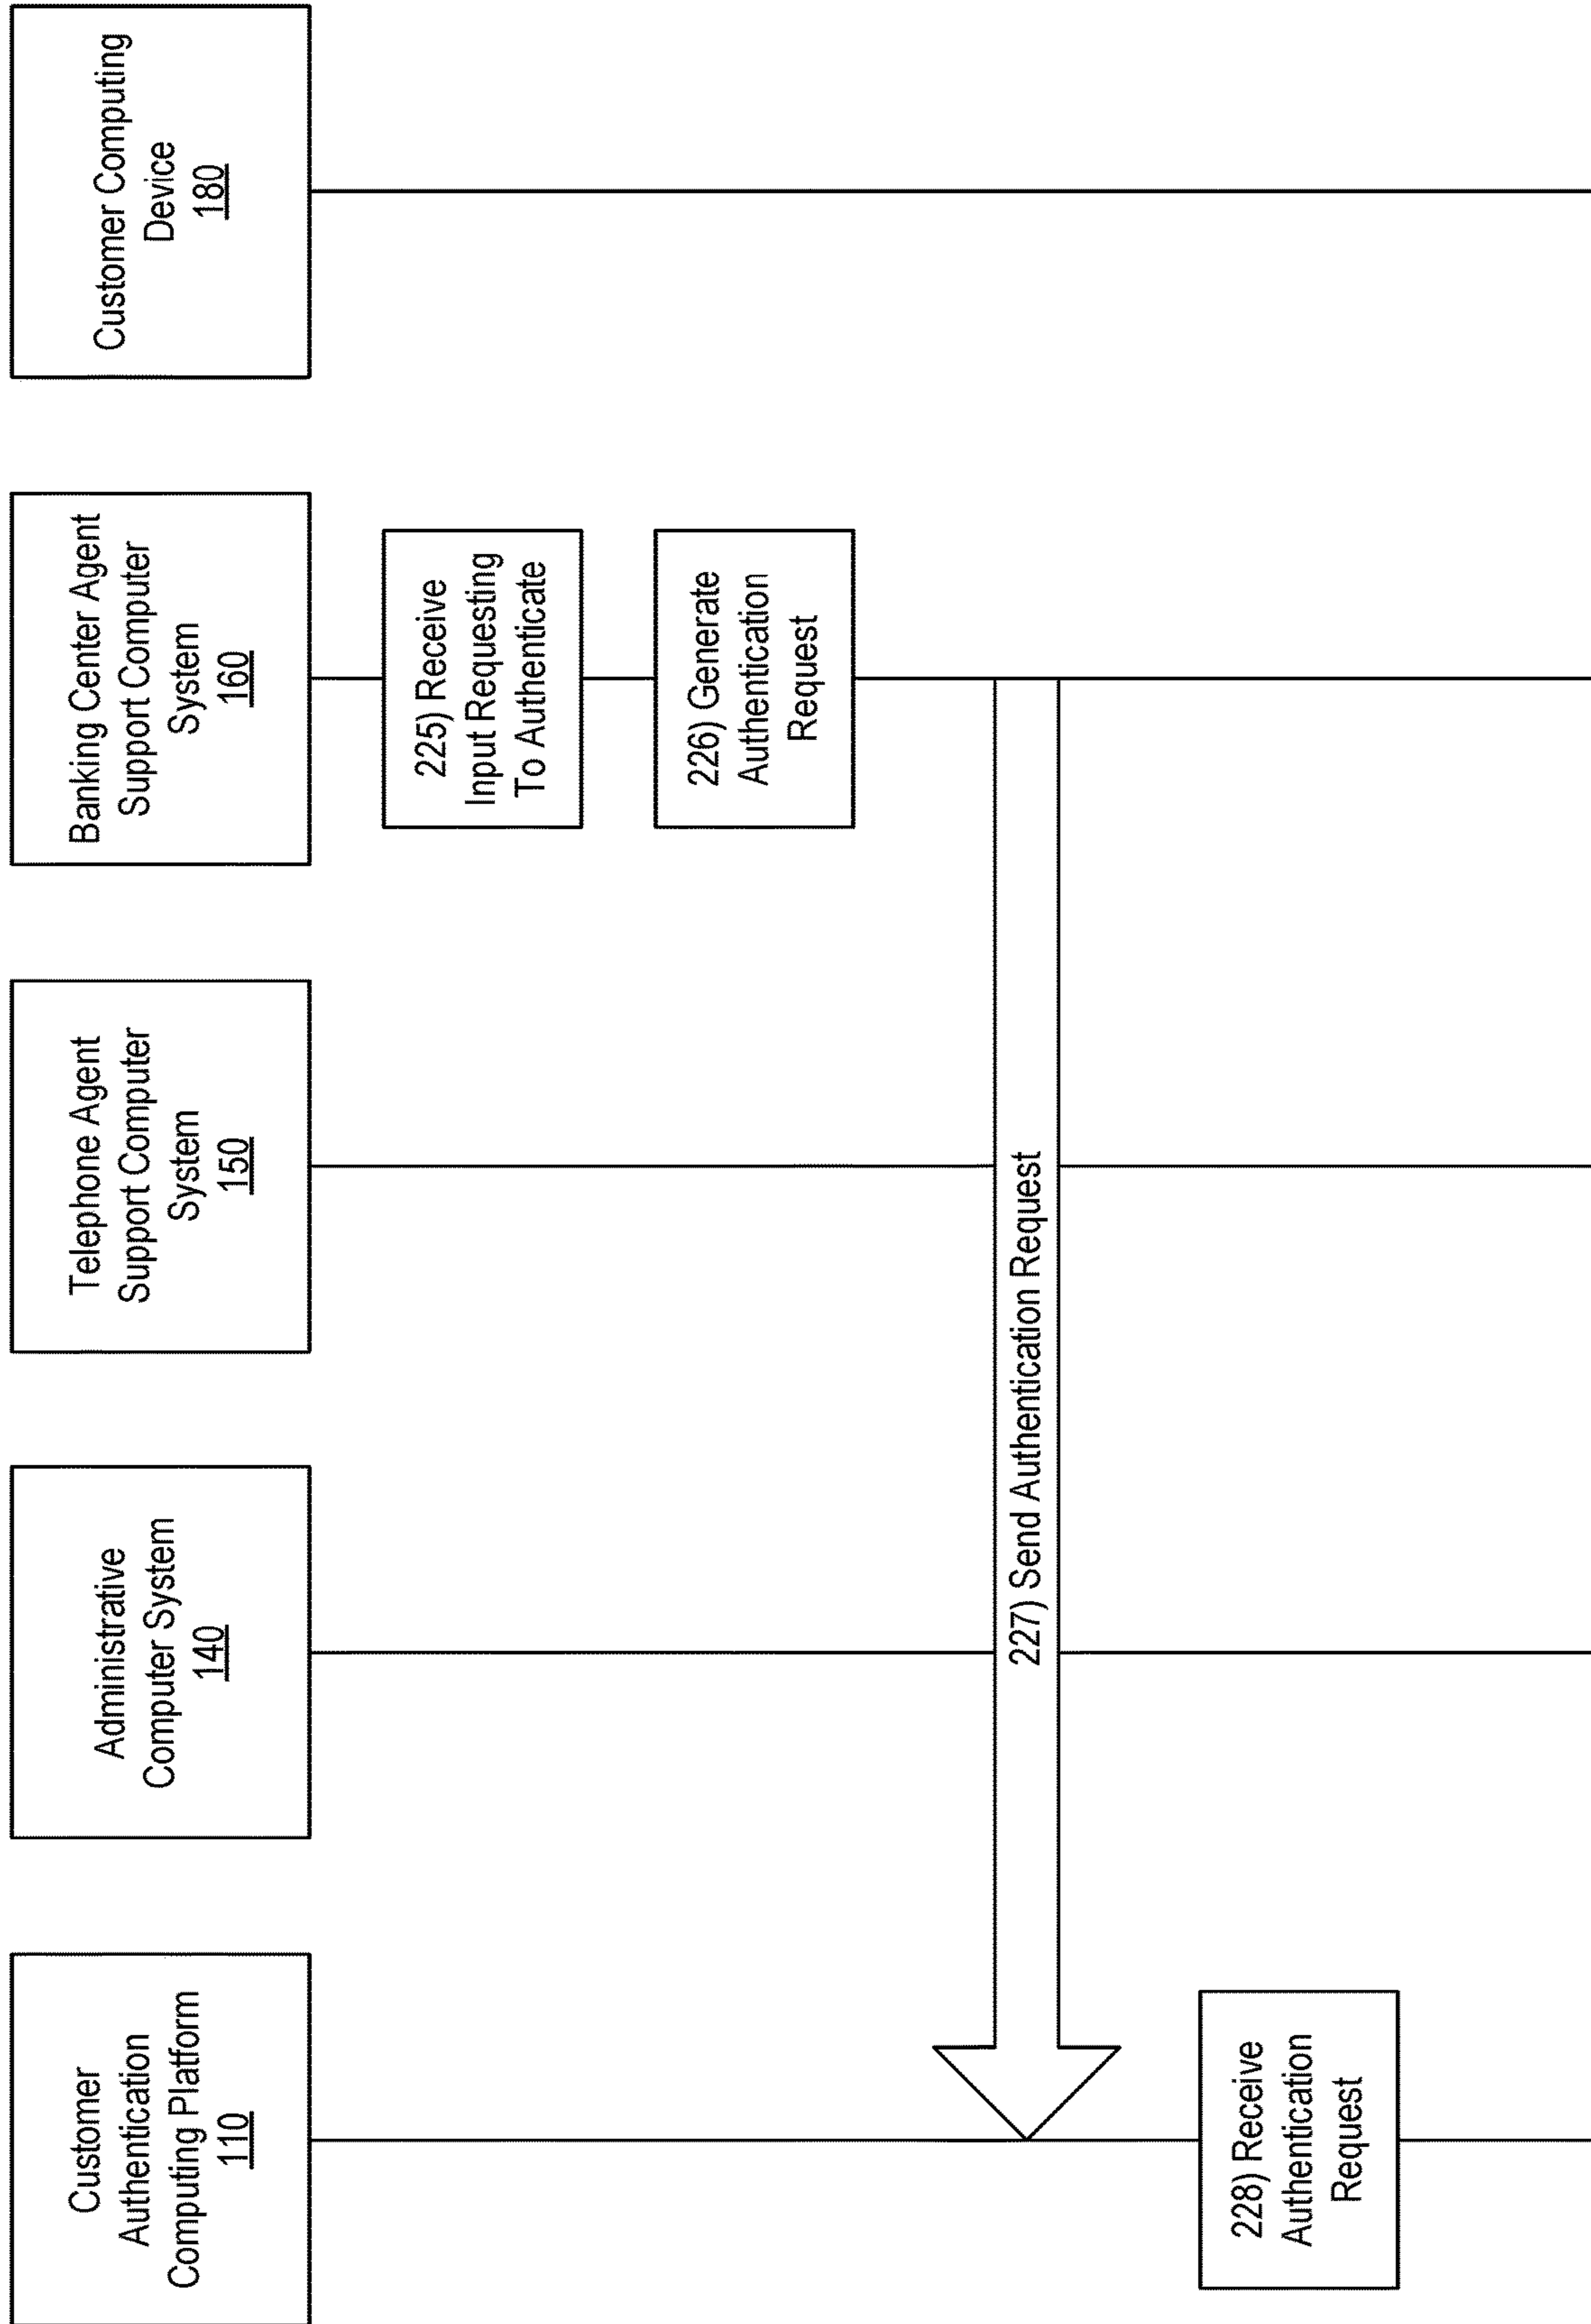 Customer
Authentication
Computing Platform
110
Administrative
Computer System
140
Telephone Agent
Support Computer
System
150
Banking Center Agent
Support Computer
System
160
Customer Computing
Device
180
225) Receive
Input Requesting
To Authenticate
226) Generate
Authentication
Request
227) Send Authentication Request
228) Receive
Authentication
Request